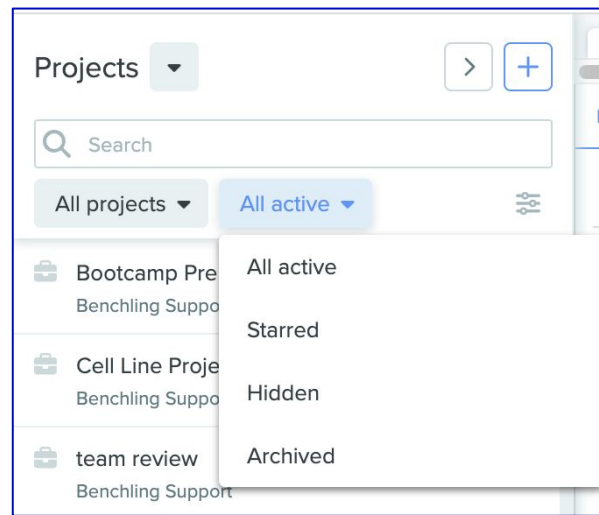 Projects
Search
All projects
All active
All active
Starred
Hidden
Archived
Bootcamp Pre
Benchling Suppo
Cell Line Proje
Benchling Suppo
team review
Benchling Support